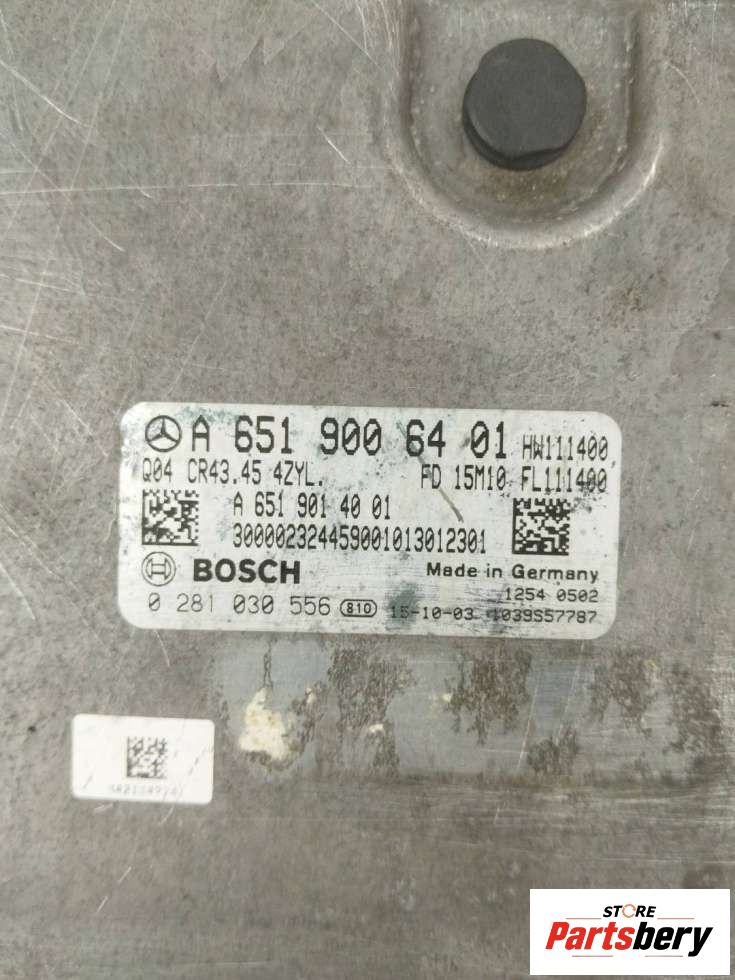 A 651 900 64 01 HW111400
Q04 CR43.45 4ZYL. FD 15M10 FL111400
A 651 901 40 01
300002324459001013012301
BOSCH Made in Germany
1254 0502
0 281 030 556 810 15-10-03 1039S57787
STORE
Partsbery